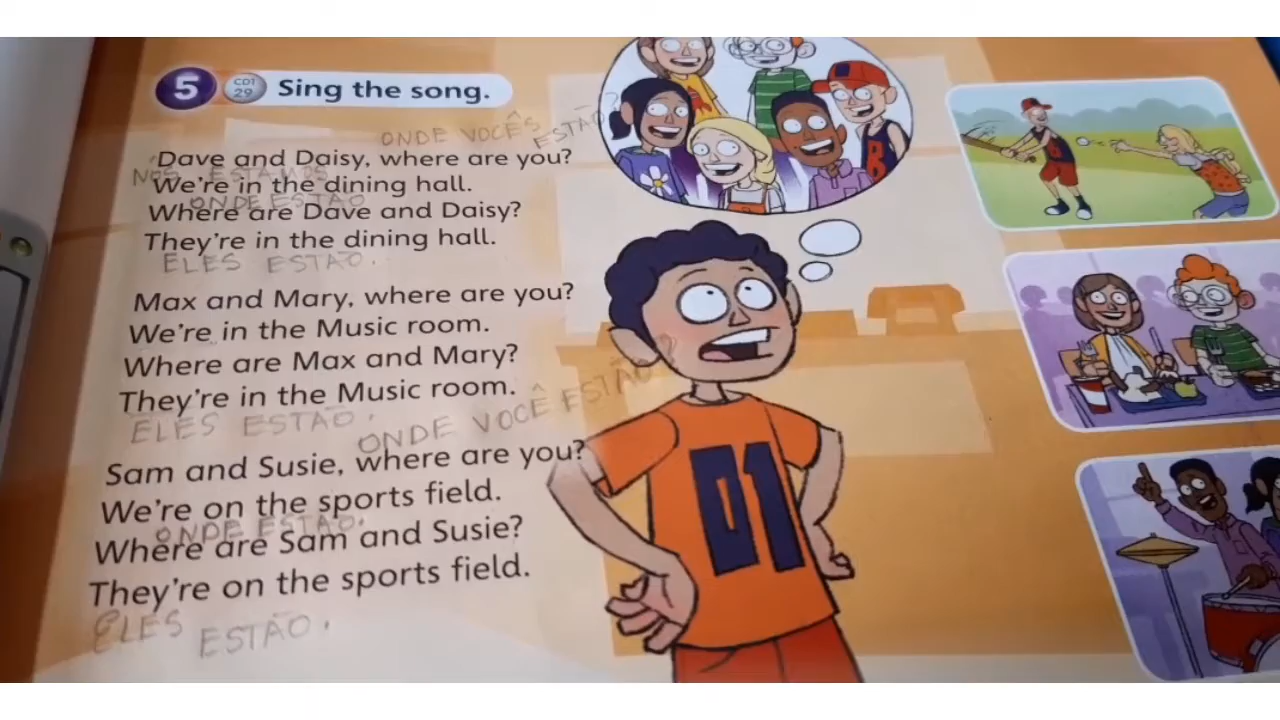 5 CD1 29 Sing the song.
ONDE VOCÊS ESTÃO?
Dave and Daisy, where are you?
NÓS ESTAMOS
We're in the dining hall.
ONDE ESTÃO
Where are Dave and Daisy?
They're in the dining hall.
ELES ESTÃO.
Max and Mary, where are you?
We're in the Music room.
Where are Max and Mary?
They're in the Music room.
ELES ESTÃO.
ONDE VOCÊ ESTÃO?
Sam and Susie, where are you?
We're on the sports field.
ONDE ESTÃO.
Where are Sam and Susie?
They're on the sports field.
ELES ESTÃO.
01
B